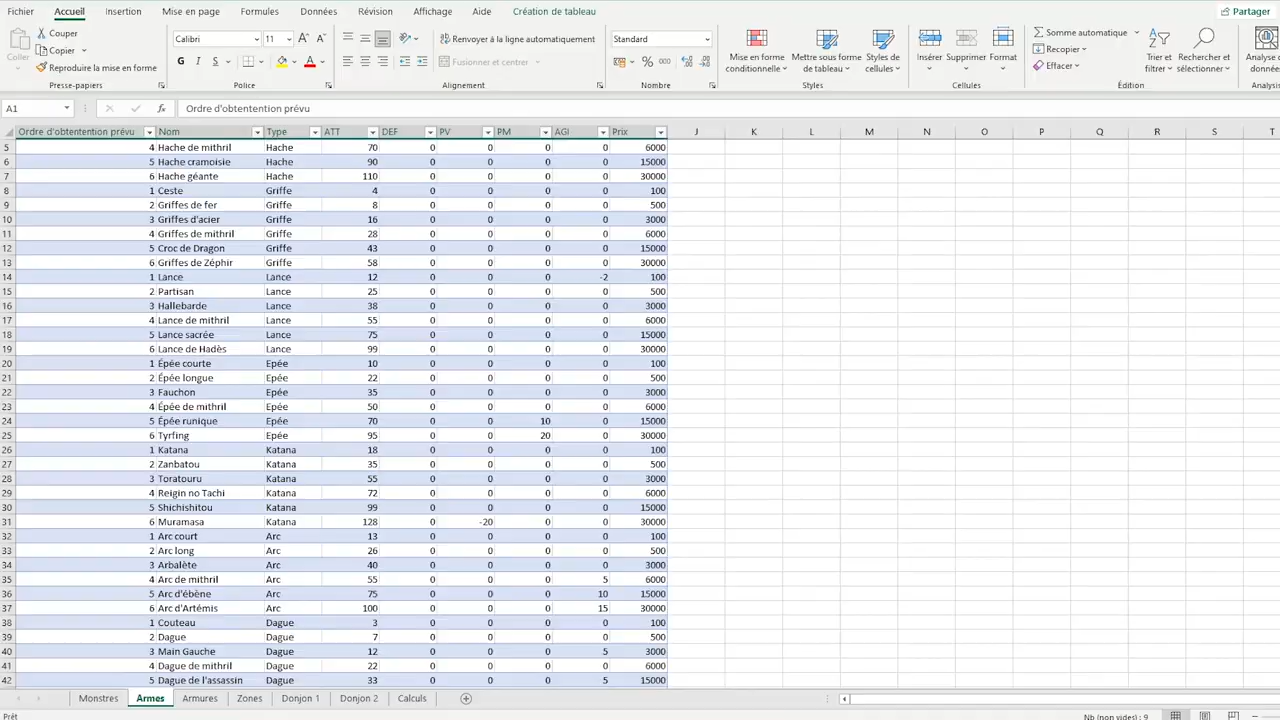 Fichier Accueil Insertion Mise en page Formules Données Révision Affichage Aide Création de tableau Partager
Coller
Couper
Copier
Reproduire la mise en forme
Presse-papiers
Calibri 11
G I S
Police
Renvoyer à la ligne automatiquement
Fusionner et centrer
Alignement
Standard
% 000
Nombre
Mise en forme conditionnelle
Mettre sous forme de tableau
Styles de cellules
Styles
Insérer Supprimer Format
Cellules
Somme automatique
Recopier
Effacer
Trier et filtrer
Rechercher et sélectionner
Édition
Analyse de
donnée
Analysis
A1 fx Ordre d'obtentention prévu
Ordre d'obtentention prévu Nom Type ATT DEF PV PM AGI Prix J K L M N O P Q R S T
5 4 Hache de mithril Hache 70 0 0 0 0 6000
6 5 Hache cramoisie Hache 90 0 0 0 0 15000
7 6 Hache géante Hache 110 0 0 0 0 30000
8 1 Ceste Griffe 4 0 0 0 0 100
9 2 Griffes de fer Griffe 8 0 0 0 0 500
10 3 Griffes d'acier Griffe 16 0 0 0 0 3000
11 4 Griffes de mithril Griffe 28 0 0 0 0 6000
12 5 Croc de Dragon Griffe 43 0 0 0 0 15000
13 6 Griffes de Zéphir Griffe 58 0 0 0 0 30000
14 1 Lance Lance 12 0 0 0 -2 100
15 2 Partisan Lance 25 0 0 0 0 500
16 3 Hallebarde Lance 38 0 0 0 0 3000
17 4 Lance de mithril Lance 55 0 0 0 0 6000
18 5 Lance sacrée Lance 75 0 0 0 0 15000
19 6 Lance de Hadès Lance 99 0 0 0 0 30000
20 1 Épée courte Epée 10 0 0 0 0 100
21 2 Épée longue Epée 22 0 0 0 0 500
22 3 Fauchon Epée 35 0 0 0 0 3000
23 4 Épée de mithril Epée 50 0 0 0 0 6000
24 5 Épée runique Epée 70 0 0 10 0 15000
25 6 Tyrfing Epée 95 0 0 20 0 30000
26 1 Katana Katana 18 0 0 0 0 100
27 2 Zanbatou Katana 35 0 0 0 0 500
28 3 Toratouru Katana 55 0 0 0 0 3000
29 4 Reigin no Tachi Katana 72 0 0 0 0 6000
30 5 Shichishitou Katana 99 0 0 0 0 15000
31 6 Muramasa Katana 128 0 -20 0 0 30000
32 1 Arc court Arc 13 0 0 0 0 100
33 2 Arc long Arc 26 0 0 0 0 500
34 3 Arbalète Arc 40 0 0 0 0 3000
35 4 Arc de mithril Arc 55 0 0 0 5 6000
36 5 Arc d'ébène Arc 75 0 0 0 10 15000
37 6 Arc d'Artémis Arc 100 0 0 0 15 30000
38 1 Couteau Dague 3 0 0 0 0 100
39 2 Dague Dague 7 0 0 0 0 500
40 3 Main Gauche Dague 12 0 0 0 5 3000
41 4 Dague de mithril Dague 22 0 0 0 0 6000
42 5 Dague de l'assassin Dague 33 0 0 0 5 15000
Monstres Armes Armures Zones Donjon 1 Donjon 2 Calculs
Prêt Nb (non vides) : 9